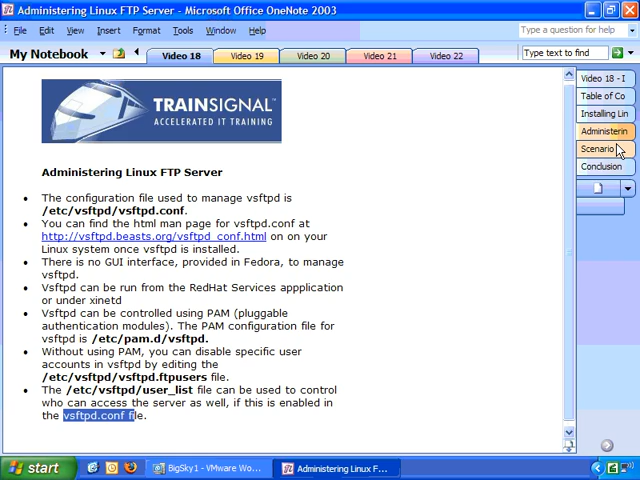 Administering Linux FTP Server - Microsoft Office OneNote 2003
File Edit View Insert Format Tools Window Help
Type a question for help
My Notebook
Video 18
Video 19
Video 20
Video 21
Video 22
Type text to find
Video 18 - I
Table of Co
Installing Lin
Administerin
Scenario
Conclusion
TRAINSIGNAL
ACCELERATED IT TRAINING
Administering Linux FTP Server
The configuration file used to manage vsftpd is
/etc/vsftpd/vsftpd.conf.
You can find the html man page for vsftpd.conf at
http://vsftpd.beasts.org/vsftpd_conf.html on on your
Linux system once vsftpd is installed.
There is no GUI interface, provided in Fedora, to manage
vsftpd.
Vsftpd can be run from the RedHat Services appplication
or under xinetd
Vsftpd can be controlled using PAM (pluggable
authentication modules). The PAM configuration file for
vsftpd is /etc/pam.d/vsftpd.
Without using PAM, you can disable specific user
accounts in vsftpd by editing the
/etc/vsftpd/vsftpd.ftpusers file.
The /etc/vsftpd/user_list file can be used to control
who can access the server as well, if this is enabled in
the vsftpd.conf file.
start
BigSky1 - VMware Wo...
Administering Linux F...